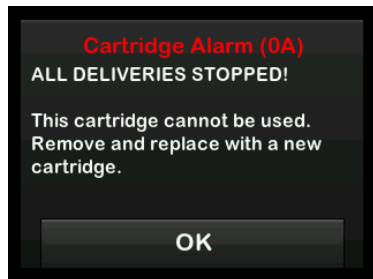 Cartridge Alarm (0A)
ALL DELIVERIES STOPPED!
This cartridge cannot be used.
Remove and replace with a new
cartridge.
OK